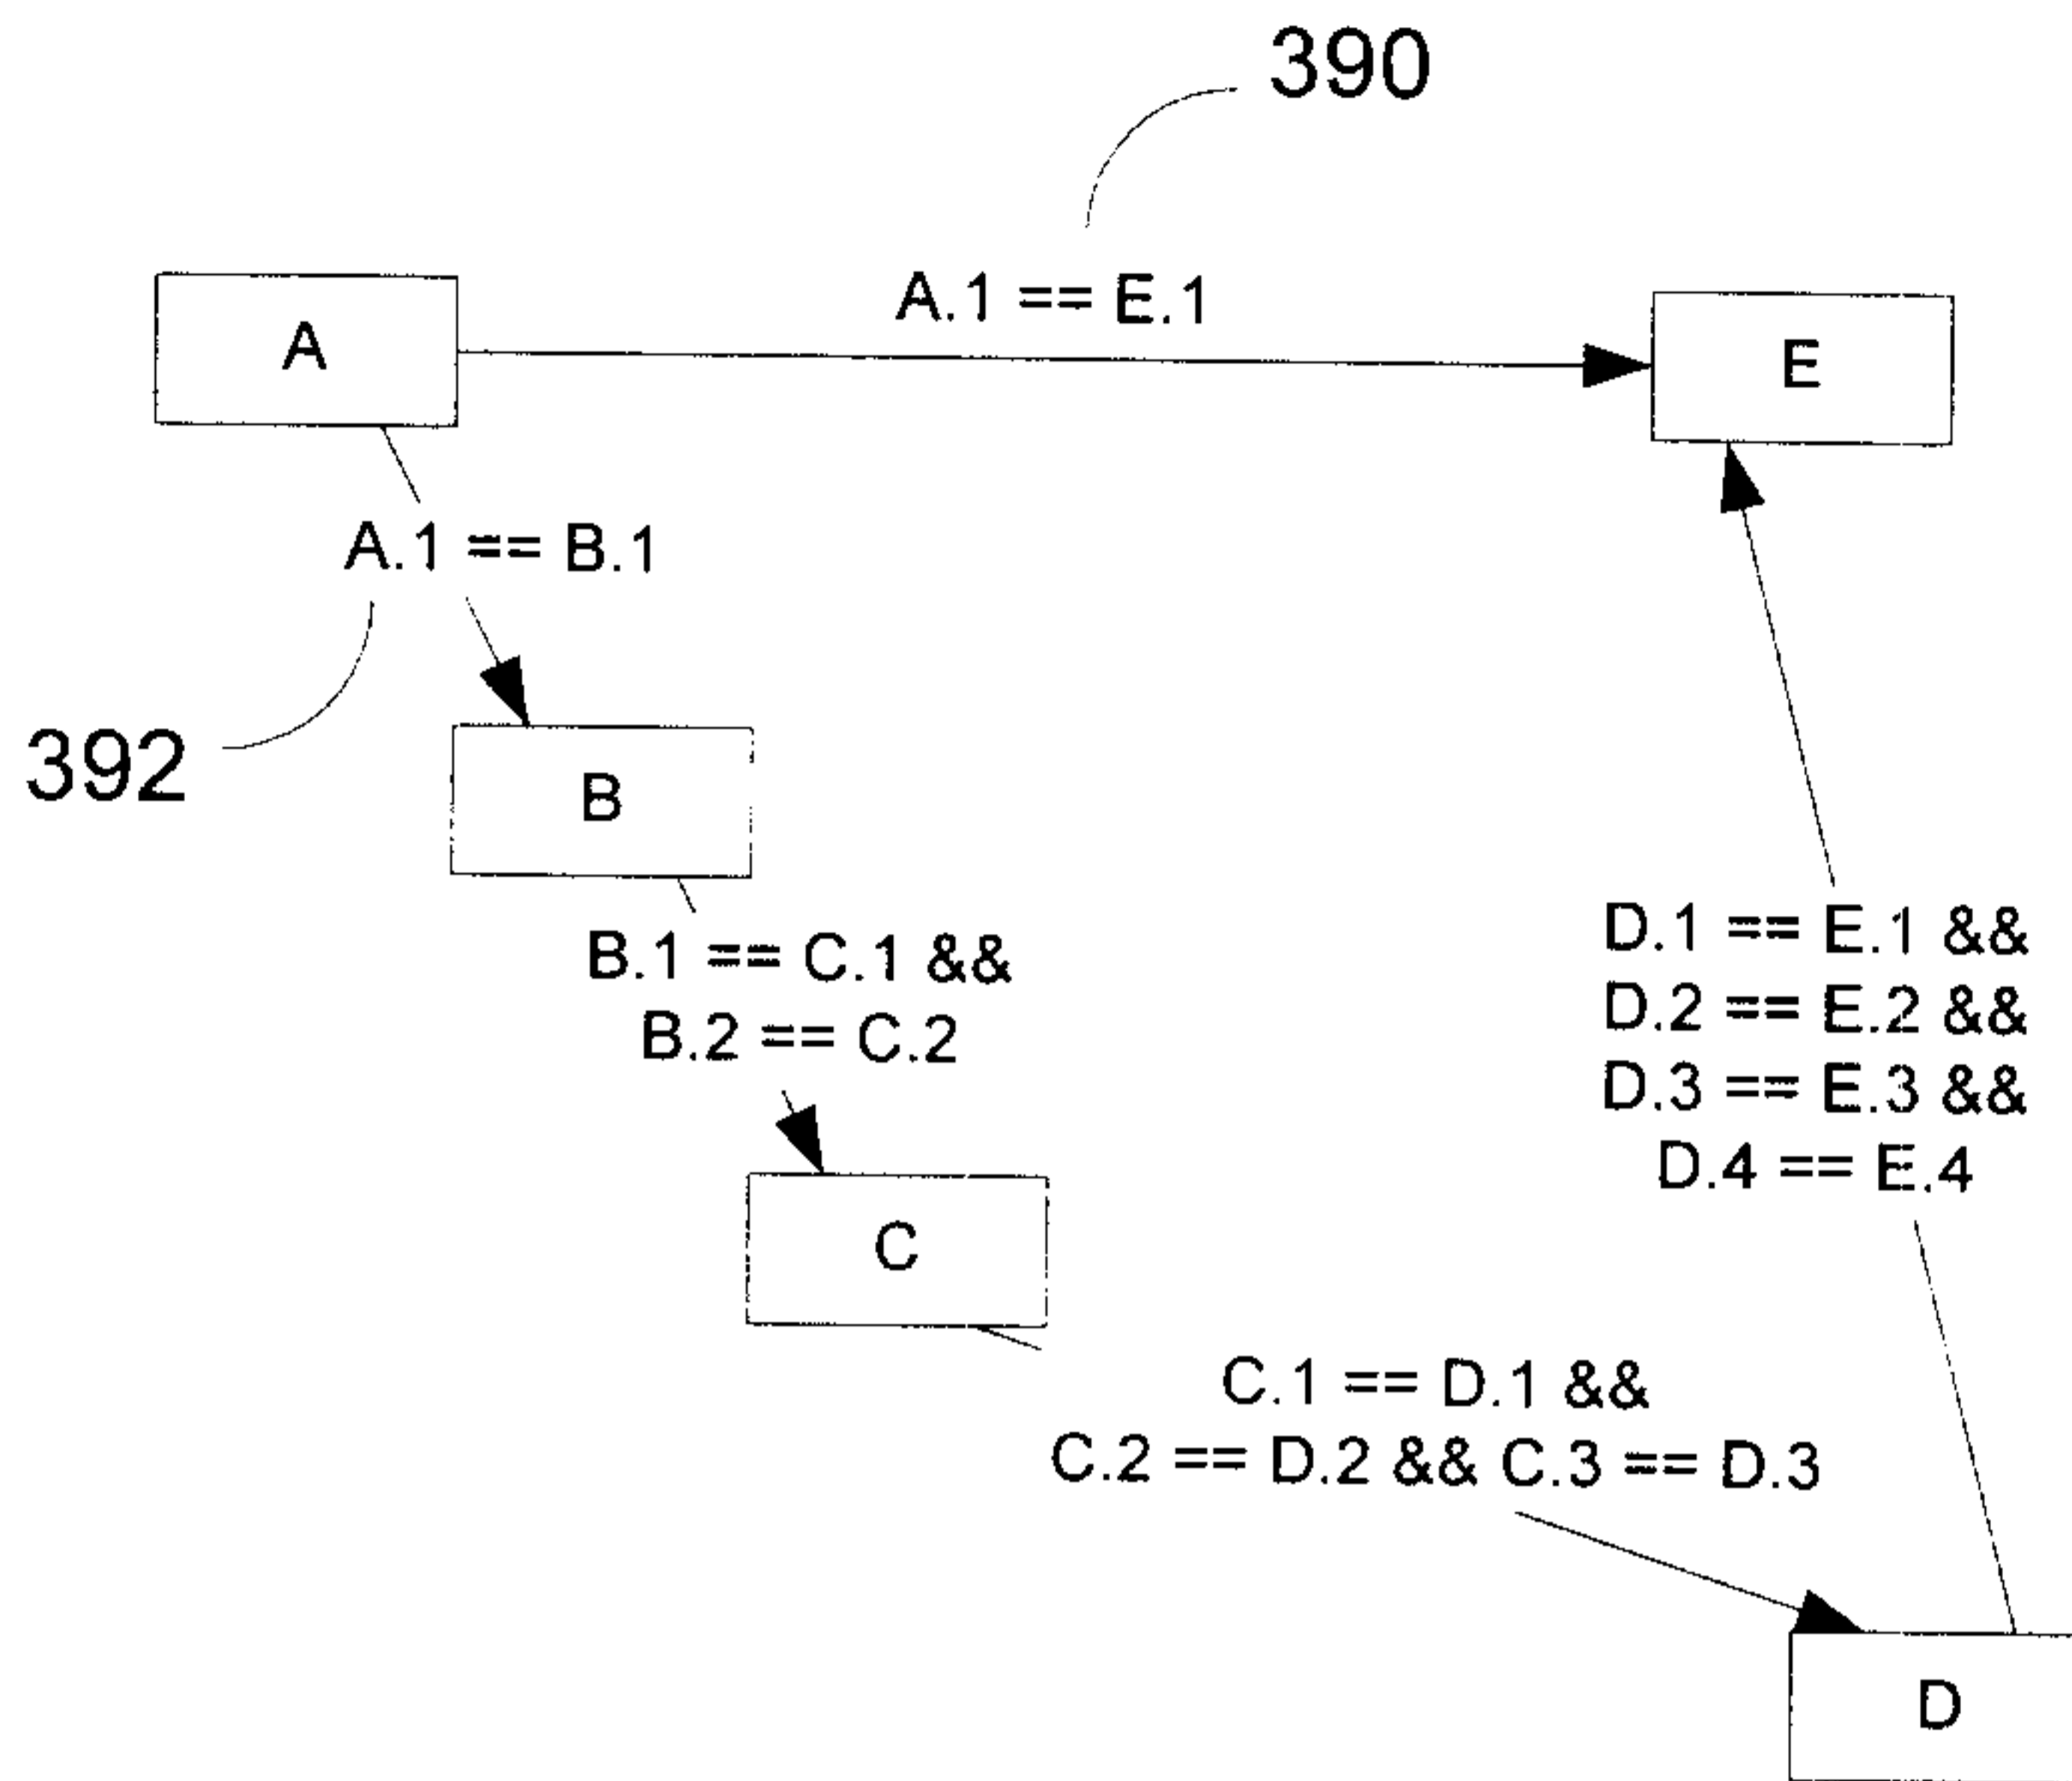 390
A.1 == E.1
A
E
A.1 == B.1
392
B
D.1 == E.1 &&
B.1 == C.1 &&
D.2 == E.2 &&
B.2 == C.2
D.3 == E.3 &&
D.4 == E.4
C
C.1 == D.1 &&
C.2 == D.2 && C.3 == D.3
D